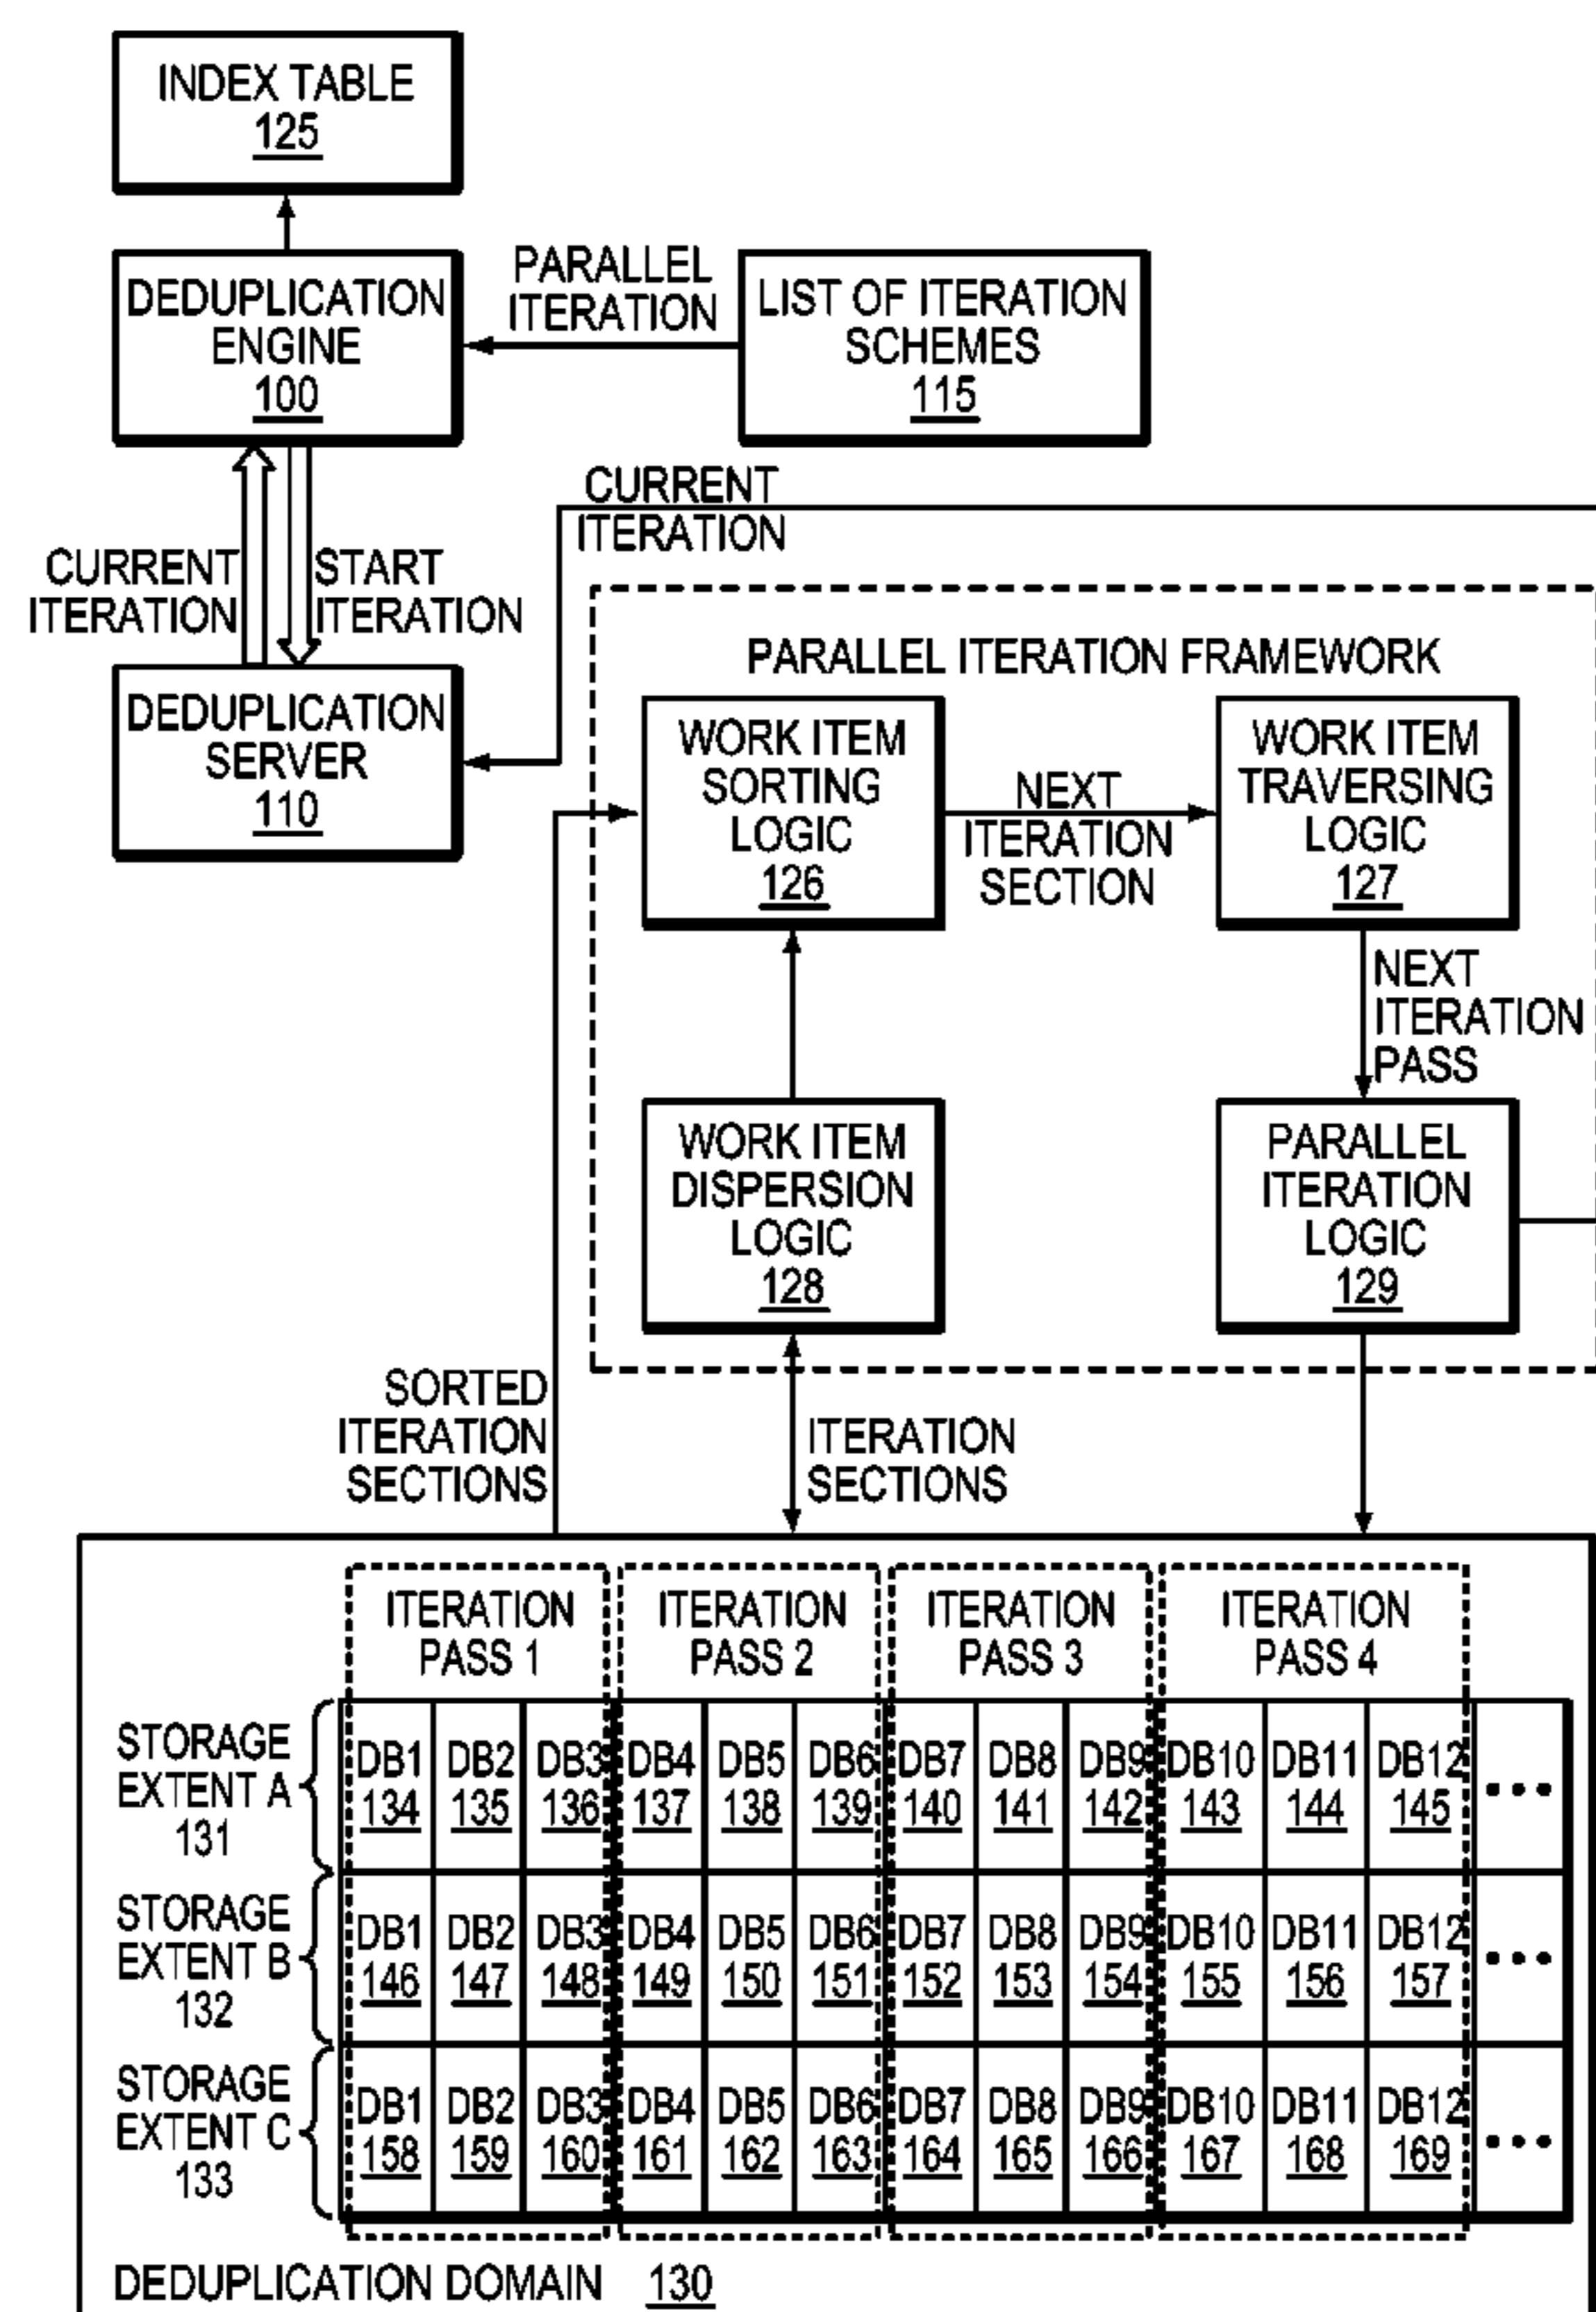 INDEX TABLE
125
DEDUPLICATION
ENGINE
100
PARALLEL
ITERATION
LIST OF ITERATION
SCHEMES
115
CURRENT
ITERATION
CURRENT
ITERATION
START
ITERATION
DEDUPLICATION
SERVER
110
PARALLEL ITERATION FRAMEWORK
WORK ITEM
SORTING
LOGIC
126
NEXT
ITERATION
SECTION
WORK ITEM
TRAVERSING
LOGIC
127
NEXT
ITERATION
PASS
WORK ITEM
DISPERSION
LOGIC
128
PARALLEL
ITERATION
LOGIC
129
SORTED
ITERATION
SECTIONS
ITERATION
SECTIONS
ITERATION
PASS 1
ITERATION
PASS 2
ITERATION
PASS 3
ITERATION
PASS 4
STORAGE
EXTENT A
131
DB1 DB2 DB3 DB4 DB5 DB6 DB7 DB8 DB9 DB10 DB11 DB12
134 135 136 137 138 139 140 141 142 143 144 145
STORAGE
EXTENT B
132
DB1 DB2 DB3 DB4 DB5 DB6 DB7 DB8 DB9 DB10 DB11 DB12
146 147 148 149 150 151 152 153 154 155 156 157
STORAGE
EXTENT C
133
DB1 DB2 DB3 DB4 DB5 DB6 DB7 DB8 DB9 DB10 DB11 DB12
158 159 160 161 162 163 164 165 166 167 168 169
DEDUPLICATION DOMAIN 130